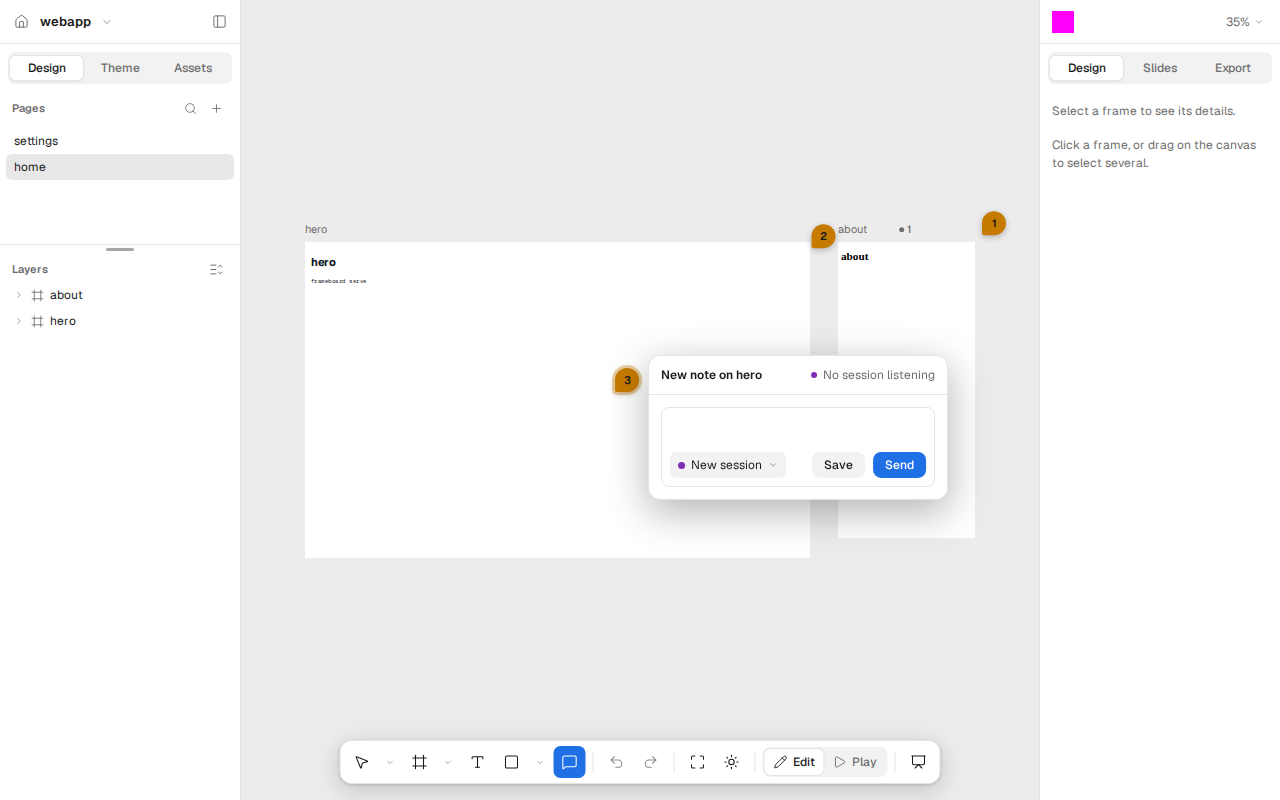 webapp
Design
Theme
Assets
Pages
settings
home
Layers
about
hero
hero
hero
frameboard serve
2
about
1
1
about
3
New note on hero
No session listening
New session
Save
Send
Edit
Play
35%
Design
Slides
Export
Select a frame to see its details.
Click a frame, or drag on the canvas
to select several.